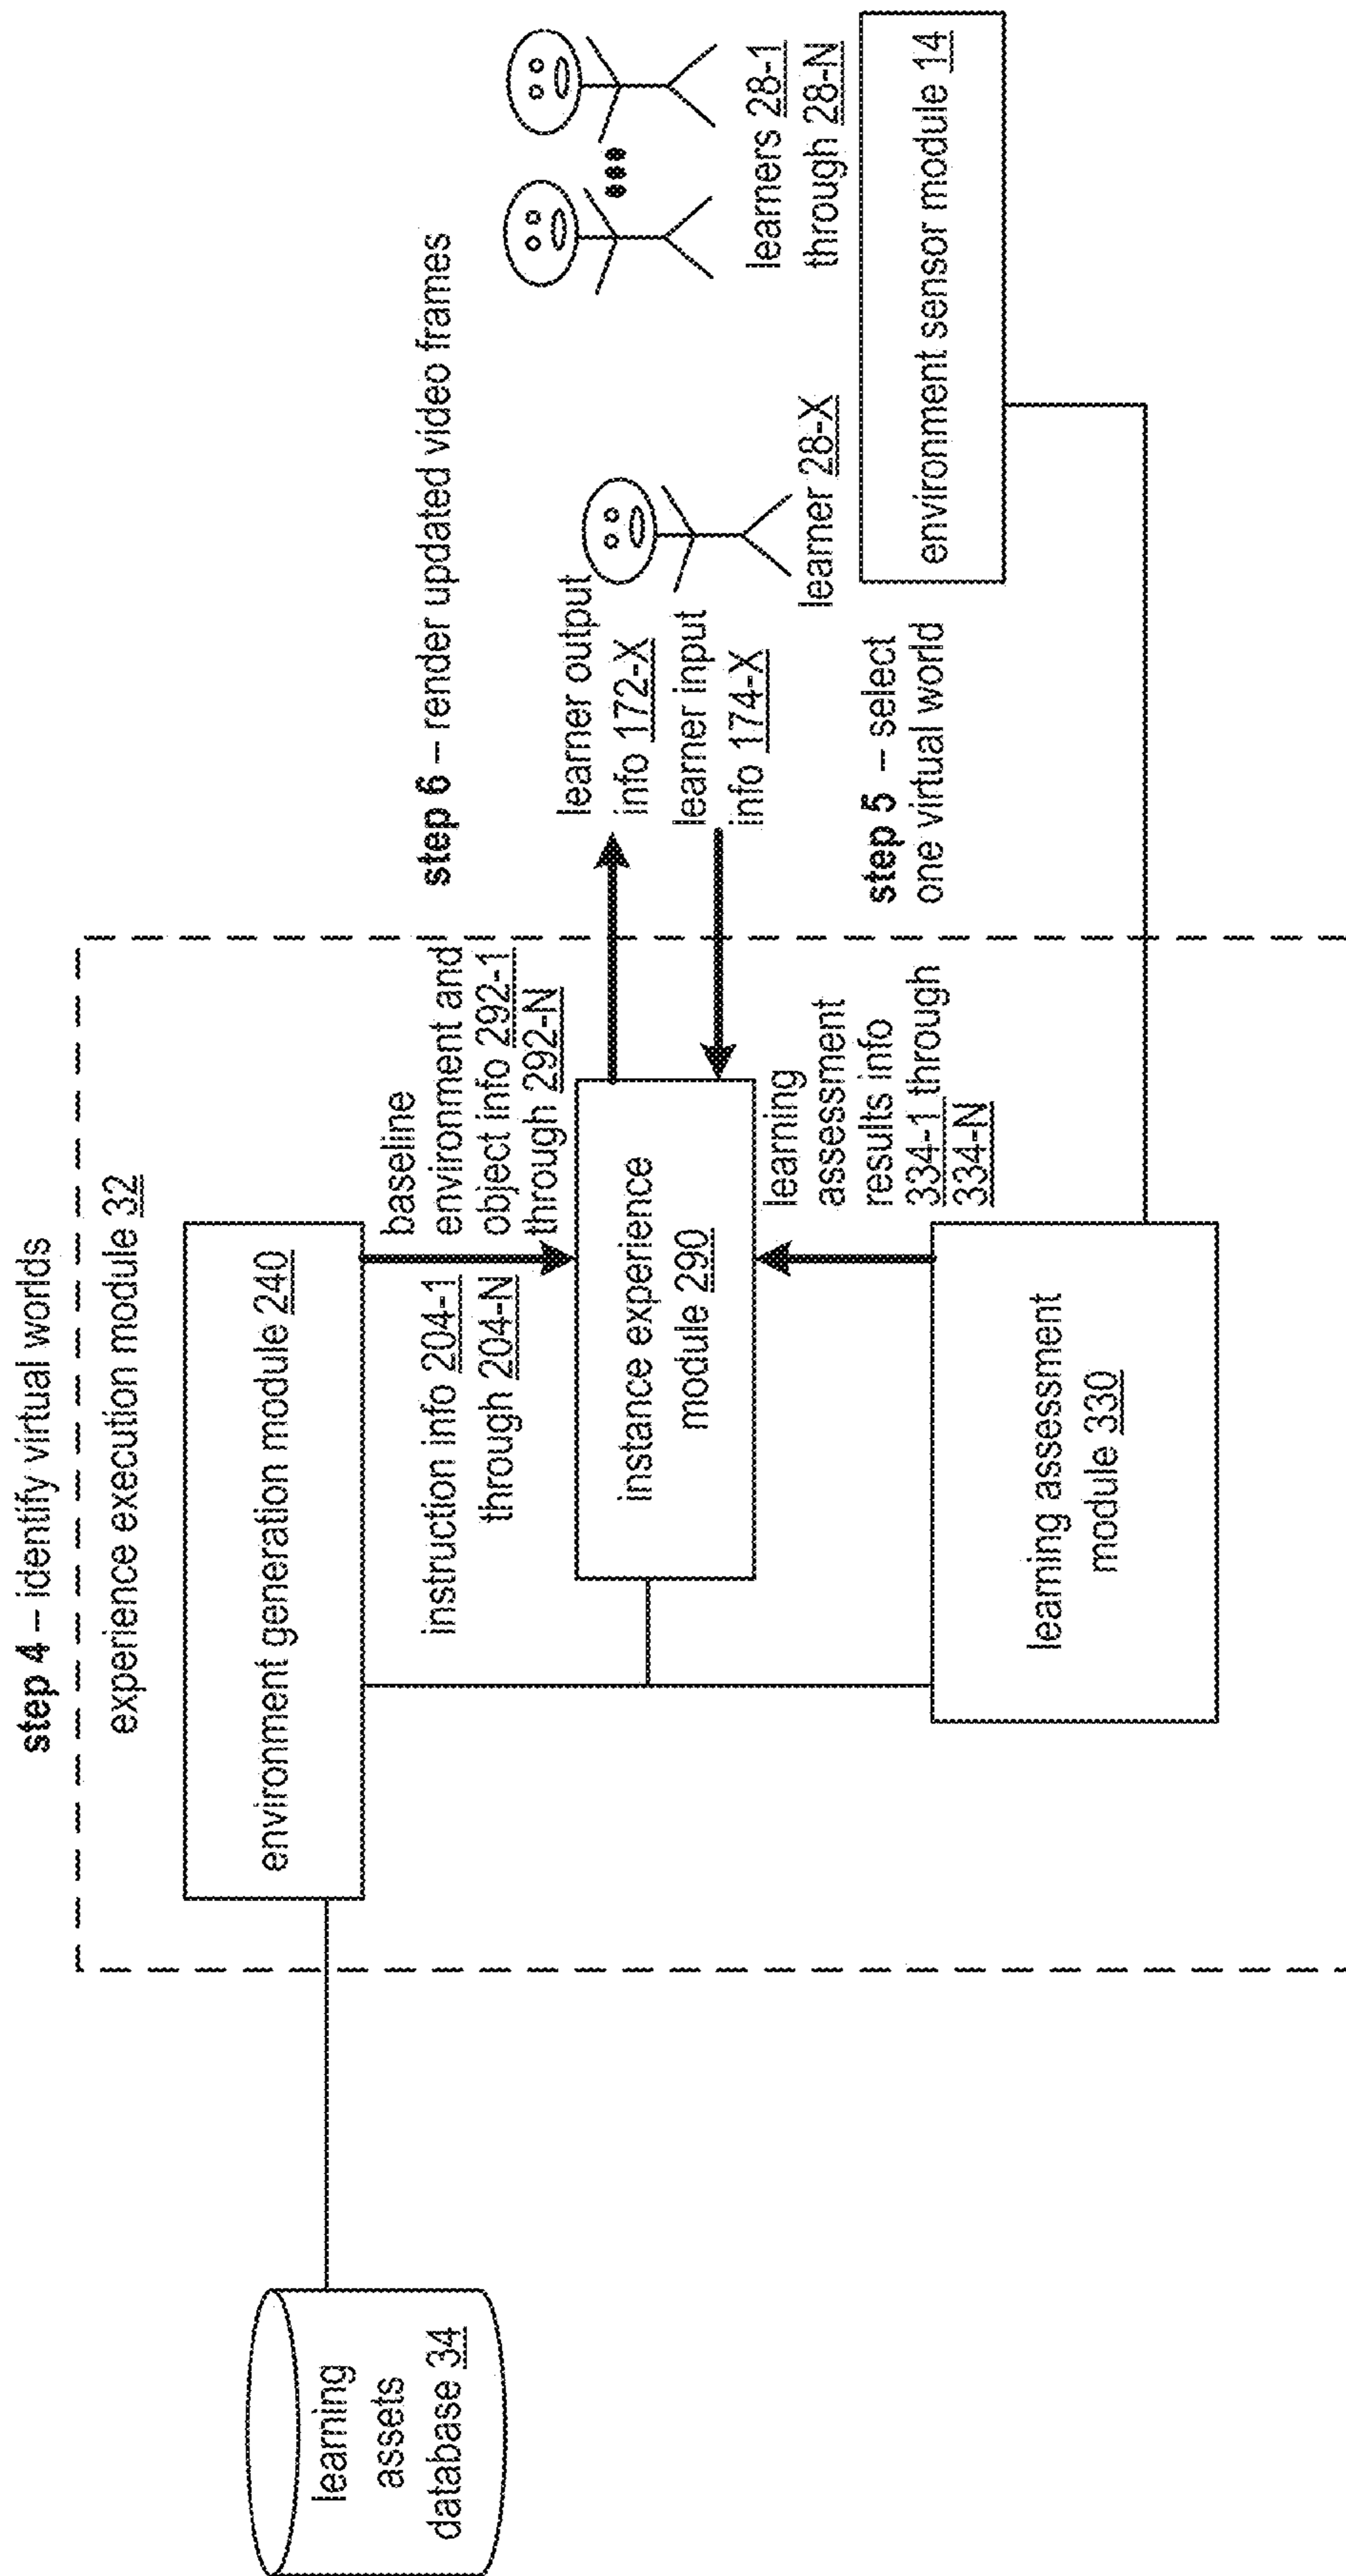 step 4 – identify virtual worlds
experience execution module 32
learning
assets
database 34
environment generation module 240
instruction info 204-1
through 204-N
baseline
environment and
object info 292-1
through 292-N
instance experience
module 290
learning assessment
module 330
learning
assessment
results info
334-1 through
334-N
step 6 – render updated video frames
learner output
info 172-X
learner input
info 174-X
learner 28-X
learners 28-1
through 28-N
step 5 – select
one virtual world
environment sensor module 14